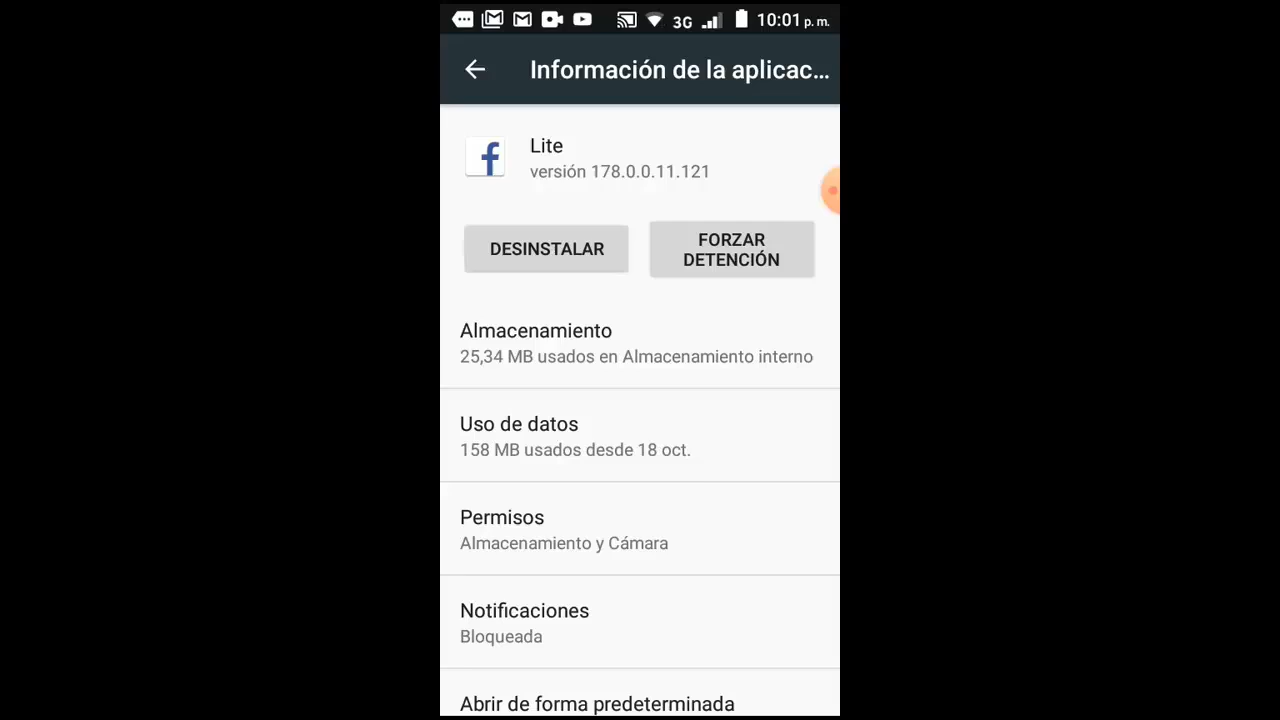 3G 10:01 p. m.
Información de la aplicac...
Lite
versión 178.0.0.11.121
DESINSTALAR
FORZAR
DETENCIÓN
Almacenamiento
25,34 MB usados en Almacenamiento interno
Uso de datos
158 MB usados desde 18 oct.
Permisos
Almacenamiento y Cámara
Notificaciones
Bloqueada
Abrir de forma predeterminada